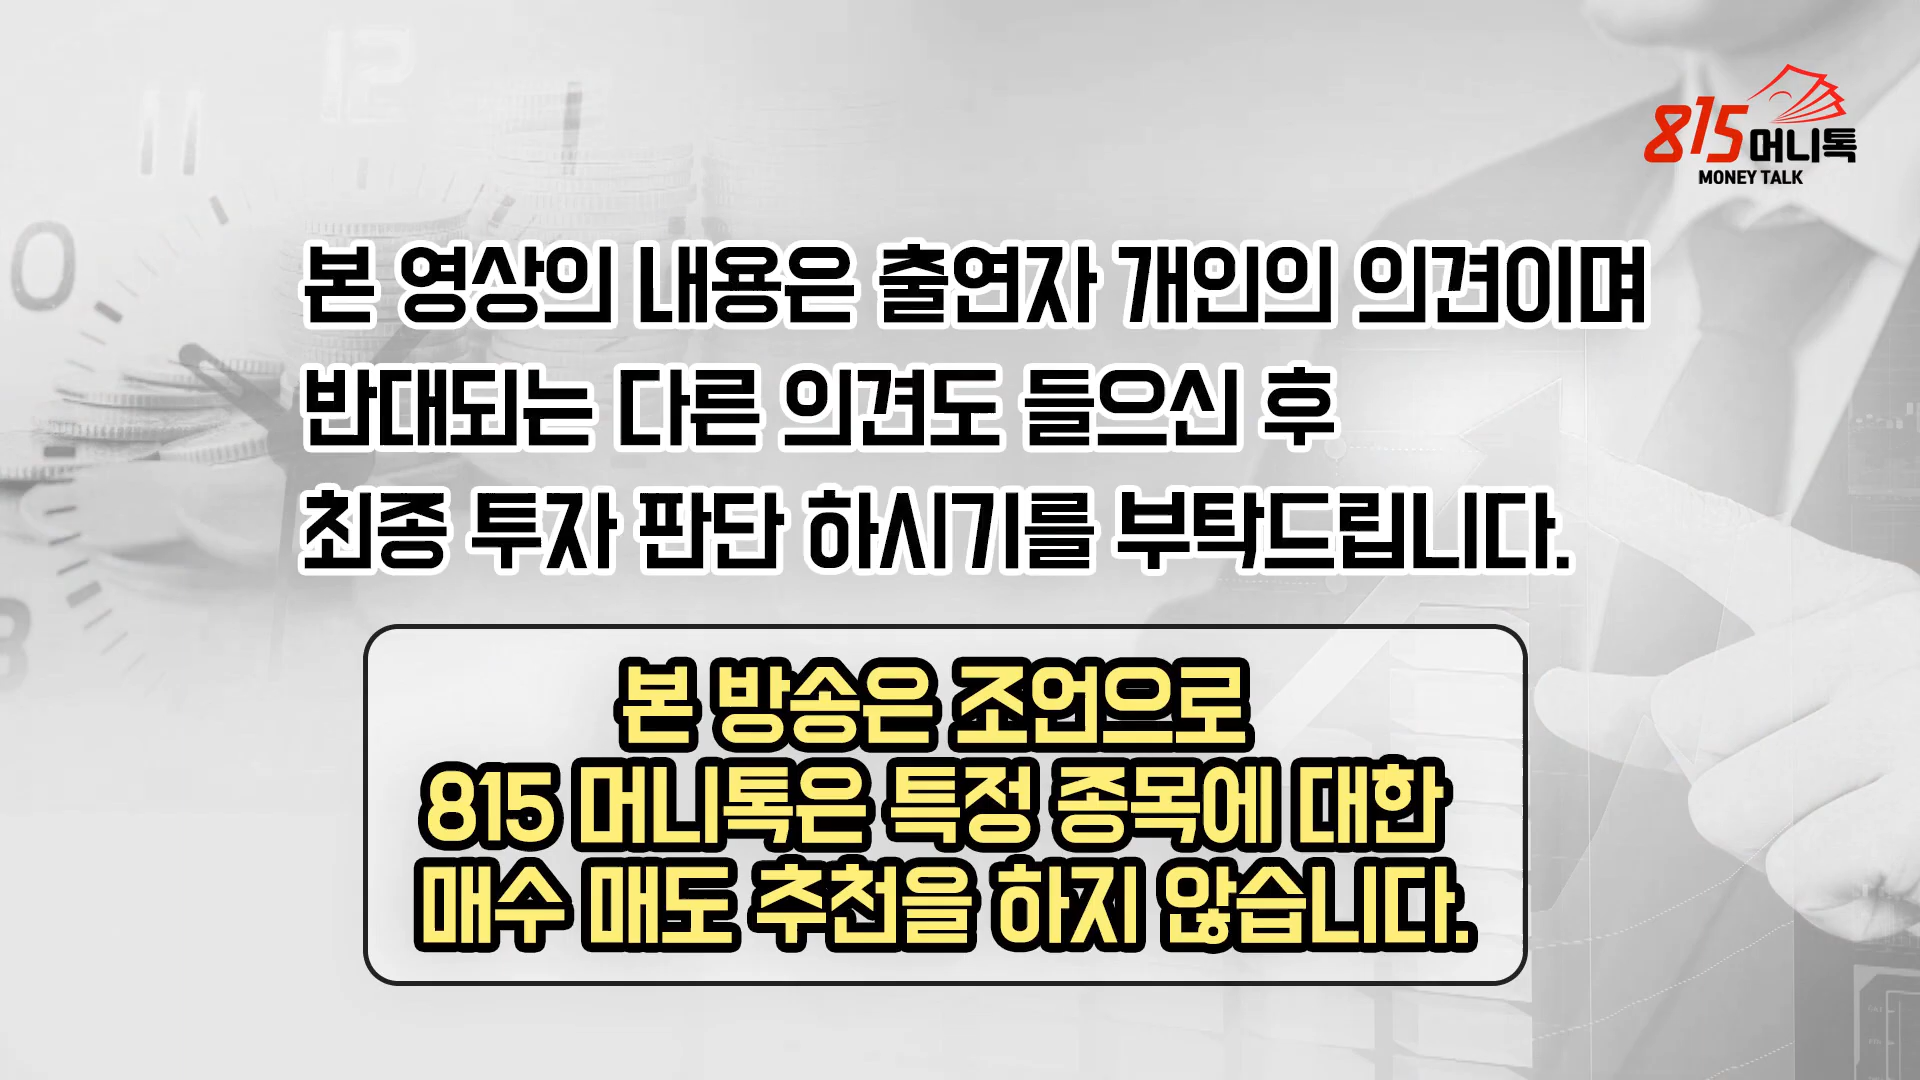 12
11
0
8
815 머니톡
MONEY TALK
본 영상의 내용은 출연자 개인의 의견이며
반대되는 다른 의견도 들으신 후
최종 투자 판단 하시기를 부탁드립니다.
본 방송은 조언으로
815 머니톡은 특정 종목에 대한
매수 매도 추천을 하지 않습니다.